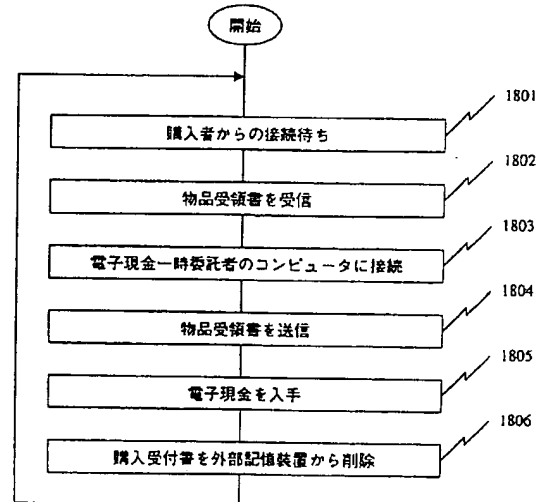 開始
1801
購入者からの接続待ち
1802
物品受領書を受信
1803
電子現金一時委託者のコンピュータに接続
1804
物品受領書を送信
1805
電子現金を入手
1806
購入受付書を外部記憶装置から削除